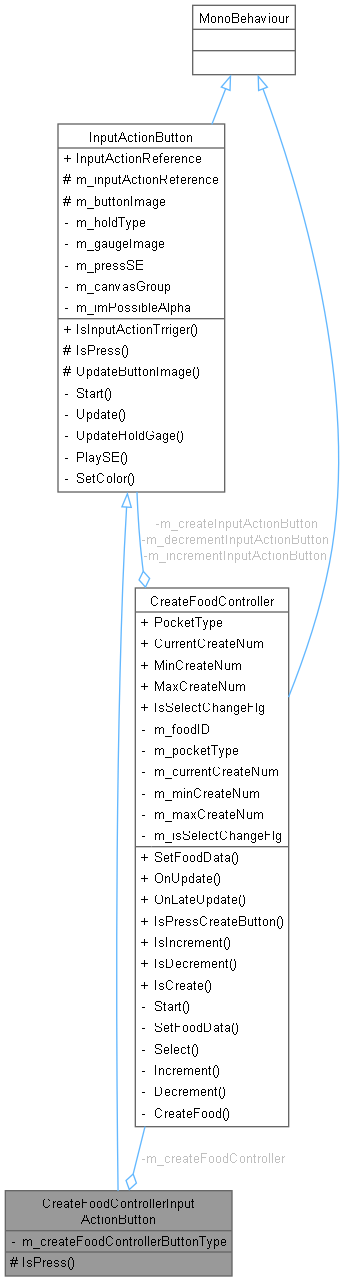 MonoBehaviour
InputActionButton
+ InputActionReference
# m_inputActionReference
# m_buttonImage
- m_holdType
- m_gaugeImage
- m_pressSE
- m_canvasGroup
- m_imPossibleAlpha
+ IsInputActionTrriger()
# IsPress()
# UpdateButtonImage()
- Start()
- Update()
- UpdateHoldGage()
- PlaySE()
- SetColor()
-m_createInputActionButton
-m_decrementInputActionButton
-m_incrementInputActionButton
CreateFoodController
+ PocketType
+ CurrentCreateNum
+ MinCreateNum
+ MaxCreateNum
+ IsSelectChangeFlg
- m_foodID
- m_pocketType
- m_currentCreateNum
- m_minCreateNum
- m_maxCreateNum
- m_isSelectChangeFlg
+ SetFoodData()
+ OnUpdate()
+ OnLateUpdate()
+ IsPressCreateButton()
+ IsIncrement()
+ IsDecrement()
+ IsCreate()
- Start()
- SetFoodData()
- Select()
- Increment()
- Decrement()
- CreateFood()
-m_createFoodController
CreateFoodControllerInput
ActionButton
- m_createFoodControllerButtonType
# IsPress()